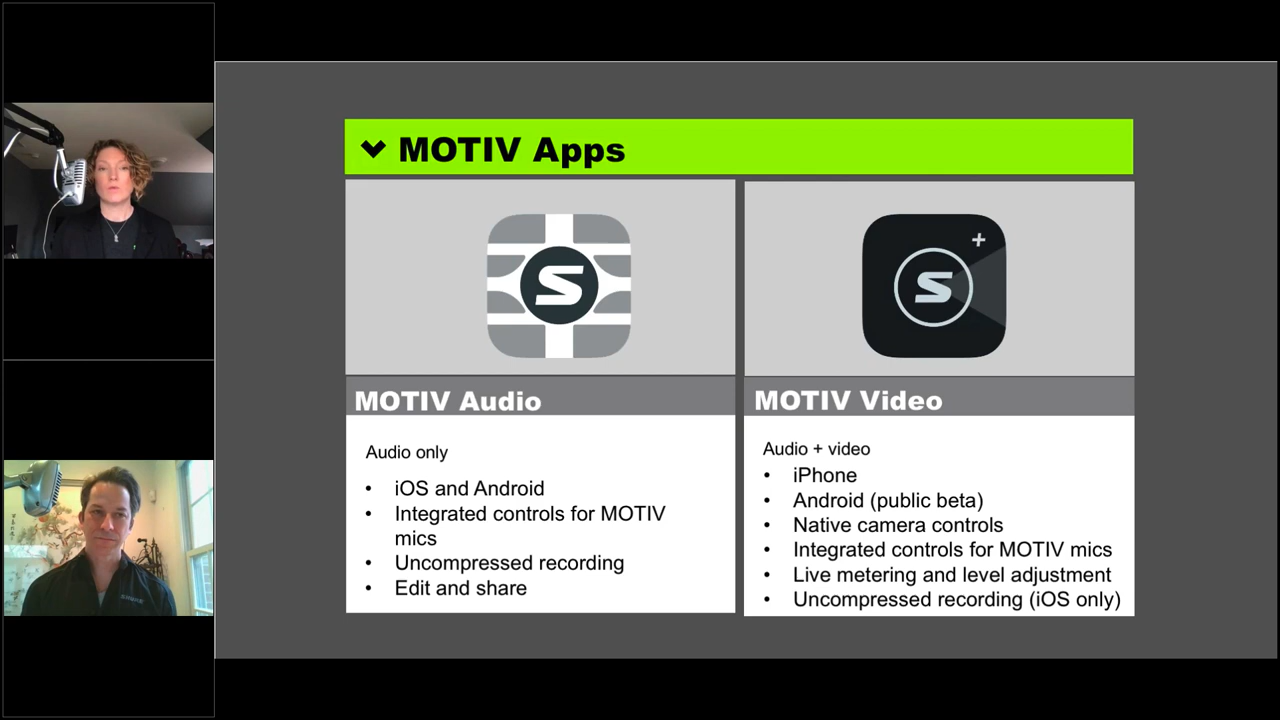 MOTIV Apps
MOTIV Audio
Audio only
• iOS and Android
• Integrated controls for MOTIV
mics
• Uncompressed recording
• Edit and share
MOTIV Video
Audio + video
• iPhone
• Android (public beta)
• Native camera controls
• Integrated controls for MOTIV mics
• Live metering and level adjustment
• Uncompressed recording (iOS only)